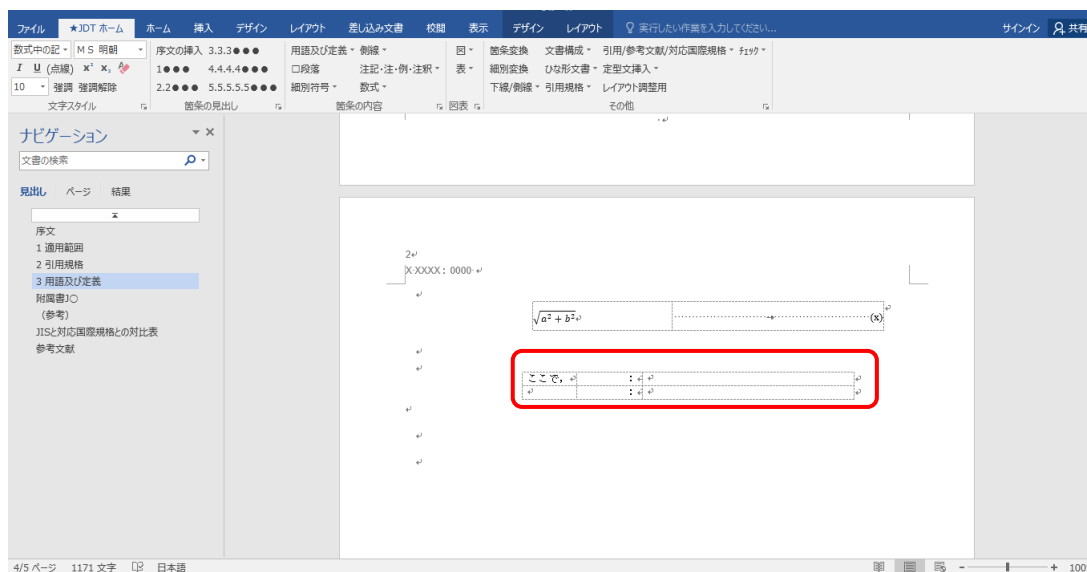 ファイル ★JDT ホーム ホーム 挿入 デザイン レイアウト 差し込み文書 校閲 表示 デザイン レイアウト 実行したい作業を入力してください... サインイン 共有
数式中の記 ＭＳ 明朝 序文の挿入 3.3.3●●● 用語及び定義 側線 図 箇条変換 文書構成 引用/参考文献/対応国際規格 ﾁｪｯｸ
I U (点線) x² x₂ 1●●● 4.4.4.4●●● 口段落 注記・注・例・注釈 表 細別変換 ひな形文書 定型文挿入
10 強調 強調解除 2.2●●● 5.5.5.5.5●●● 細別符号 数式 下線/側線 引用規格 レイアウト調整用
文字スタイル 箇条の見出し 箇条の内容 図表 その他
ナビゲーション
文書の検索
見出し ページ 結果
序文
1 適用範囲
2 引用規格
3 用語及び定義
附属書J○
（参考）
JISと対応国際規格との対比表
参考文献
2
X XXXX：0000
√a² + b² (x)
ここで， ：
：
4/5 ページ 1171 文字 日本語 - + 100